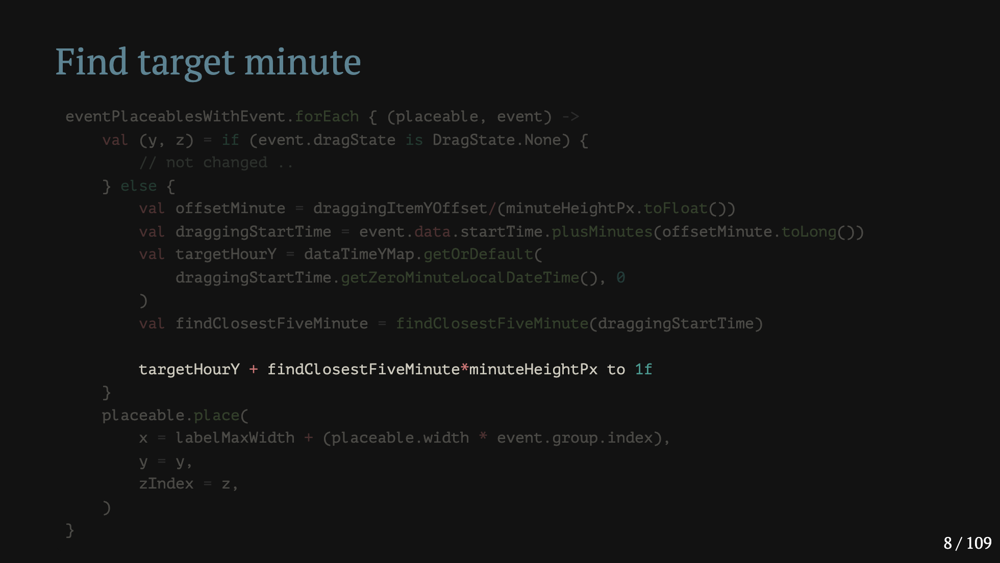 Find target minute
eventPlaceablesWithEvent.forEach { (placeable, event) ->
    val (y, z) = if (event.dragState is DragState.None) {
        // not changed ..
    } else {
        val offsetMinute = draggingItemYOffset/(minuteHeightPx.toFloat())
        val draggingStartTime = event.data.startTime.plusMinutes(offsetMinute.toLong())
        val targetHourY = dataTimeYMap.getOrDefault(
            draggingStartTime.getZeroMinuteLocalDateTime(), 0
        )
        val findClosestFiveMinute = findClosestFiveMinute(draggingStartTime)

        targetHourY + findClosestFiveMinute*minuteHeightPx to 1f
    }
    placeable.place(
        x = labelMaxWidth + (placeable.width * event.group.index),
        y = y,
        zIndex = z,
    )
}
8 / 109